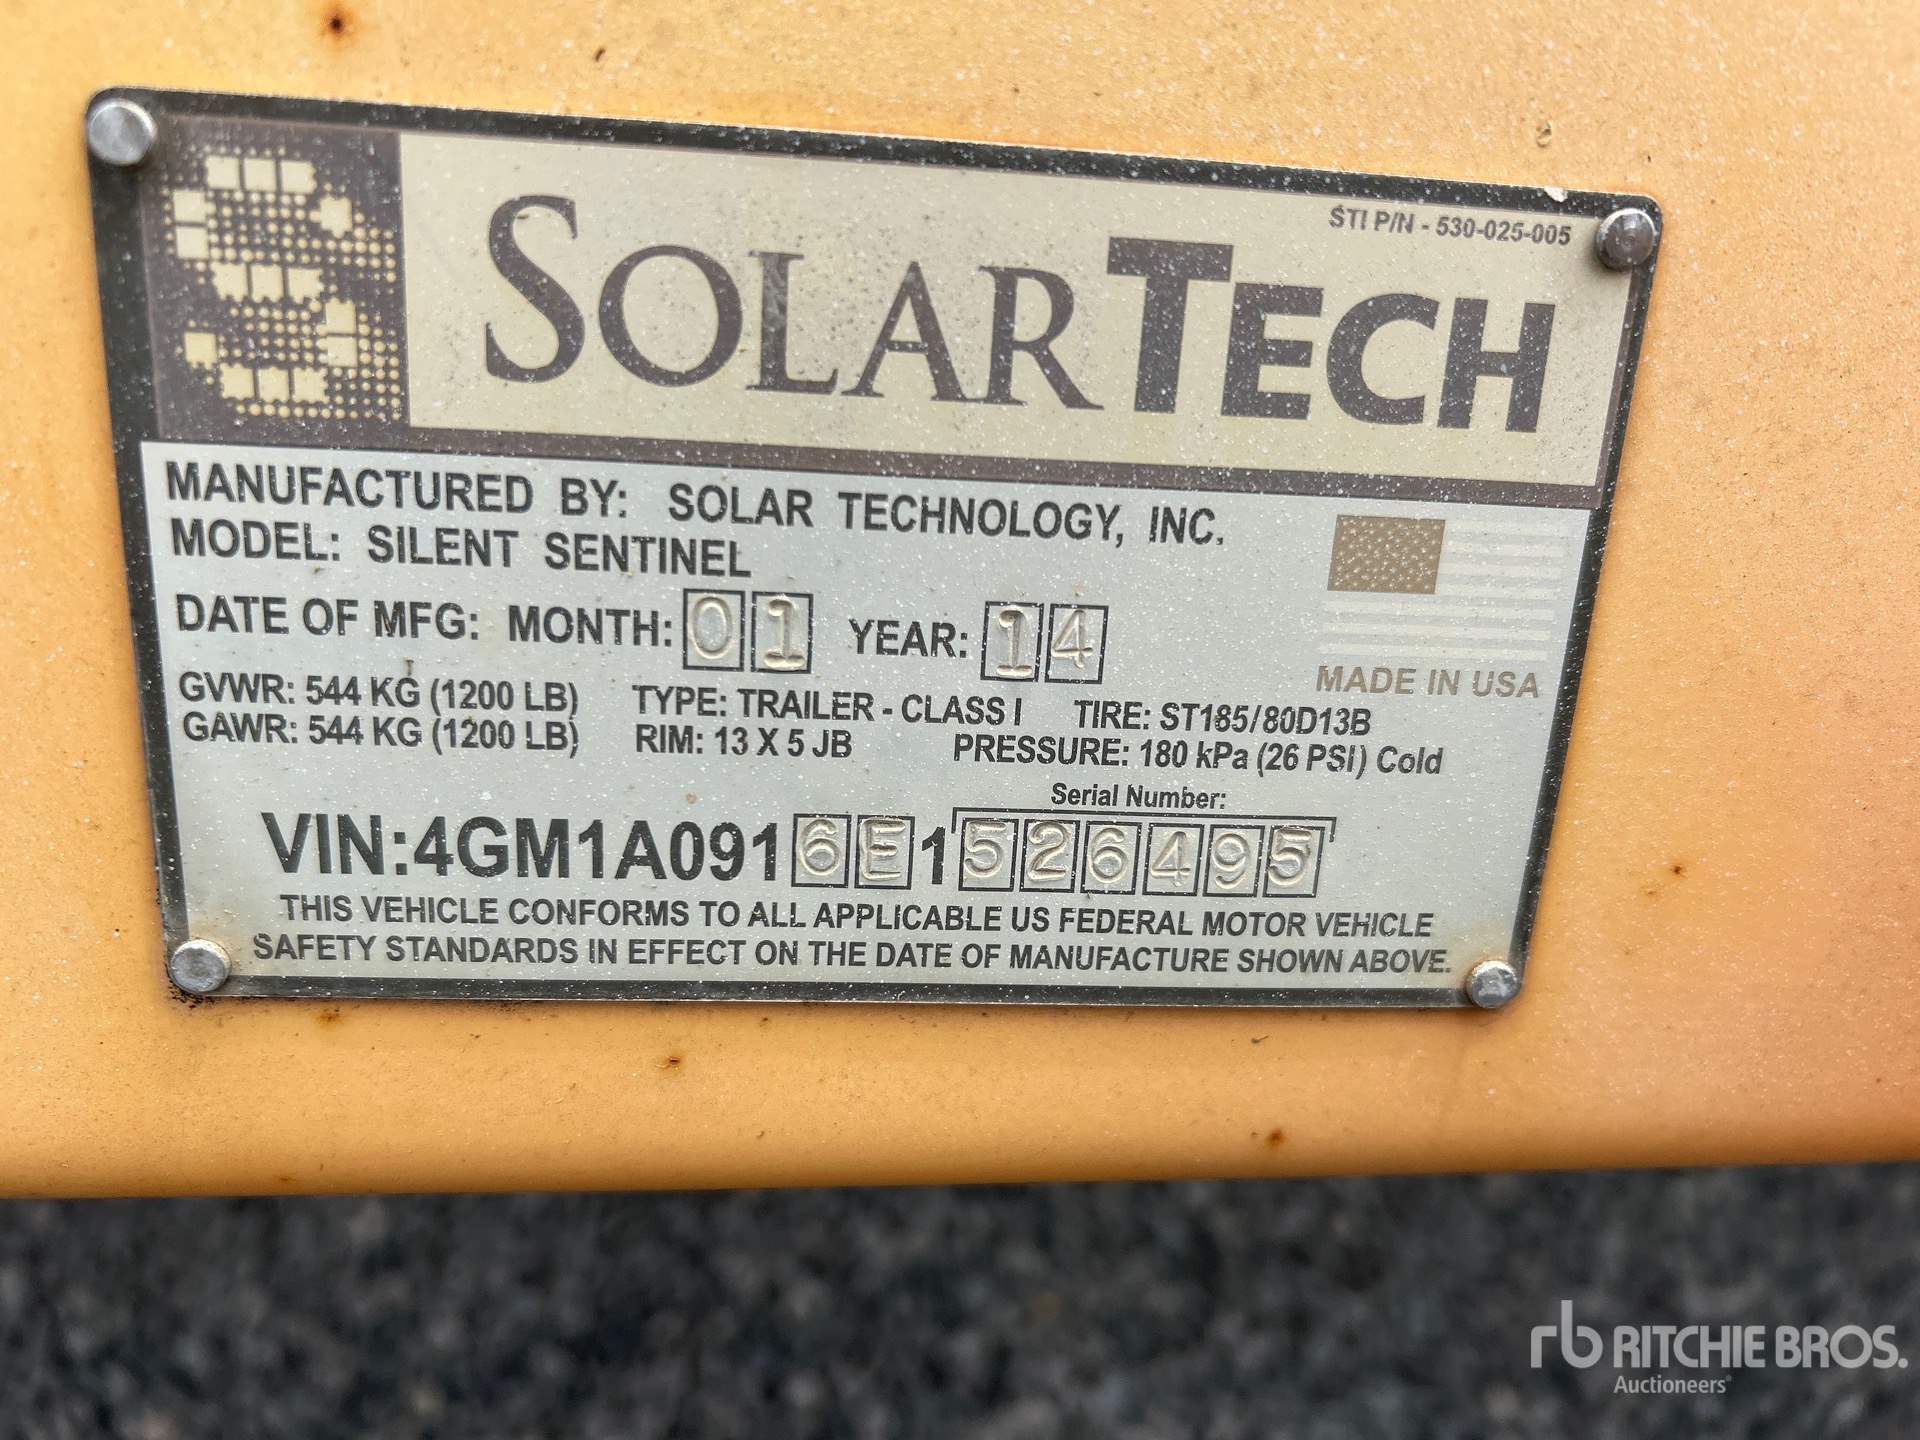 STI P/N - 530-025-005
SOLARTECH
MANUFACTURED BY: SOLAR TECHNOLOGY, INC.
MODEL: SILENT SENTINEL
DATE OF MFG: MONTH: 01 YEAR: 14
MADE IN USA
GVWR: 544 KG (1200 LB) TYPE: TRAILER - CLASS I TIRE: ST185/80D13B
GAWR: 544 KG (1200 LB) RIM: 13 X 5 JB PRESSURE: 180 kPa (26 PSI) Cold
Serial Number:
VIN:4GM1A0916E1526495
THIS VEHICLE CONFORMS TO ALL APPLICABLE US FEDERAL MOTOR VEHICLE
SAFETY STANDARDS IN EFFECT ON THE DATE OF MANUFACTURE SHOWN ABOVE.
rb RITCHIE BROS.
Auctioneers®